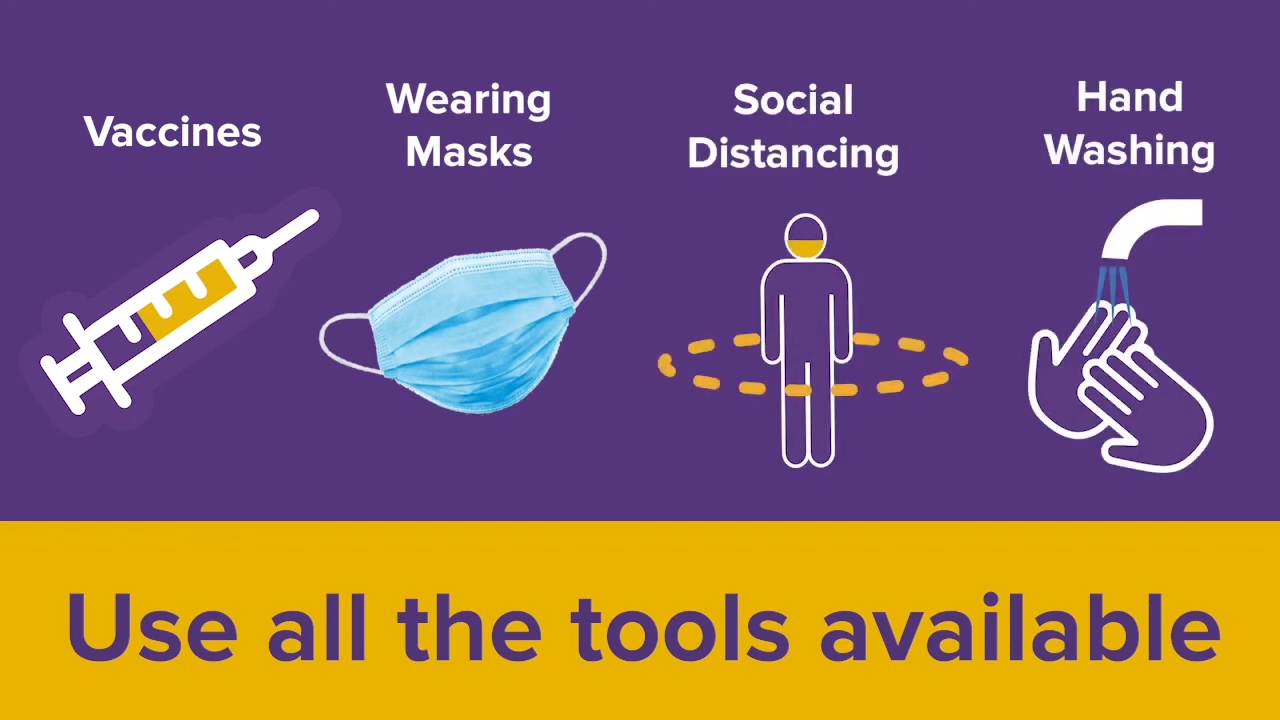 Vaccines
Wearing
Masks
Social
Distancing
Hand
Washing
Use all the tools available